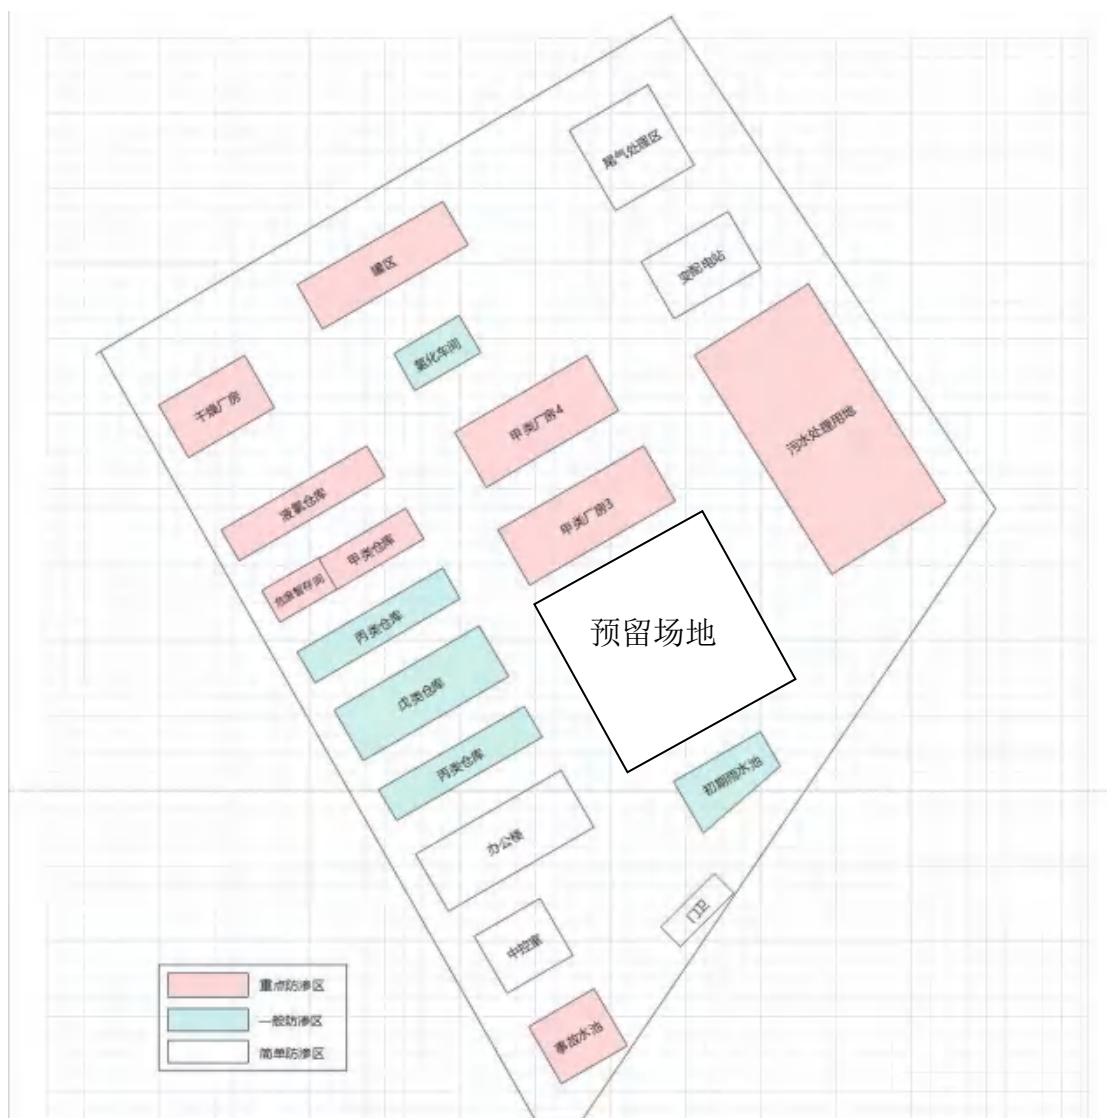 尾气处理区
变配电站
罐区
氯化车间
干燥厂房
甲类厂房4
污水处理用地
液氯仓库
甲类厂房3
甲类仓库
危废暂存间
丙类仓库
预留场地
戊类仓库
丙类仓库
初期雨水池
办公楼
门卫
中控室
事故水池
重点防渗区
一般防渗区
简单防渗区